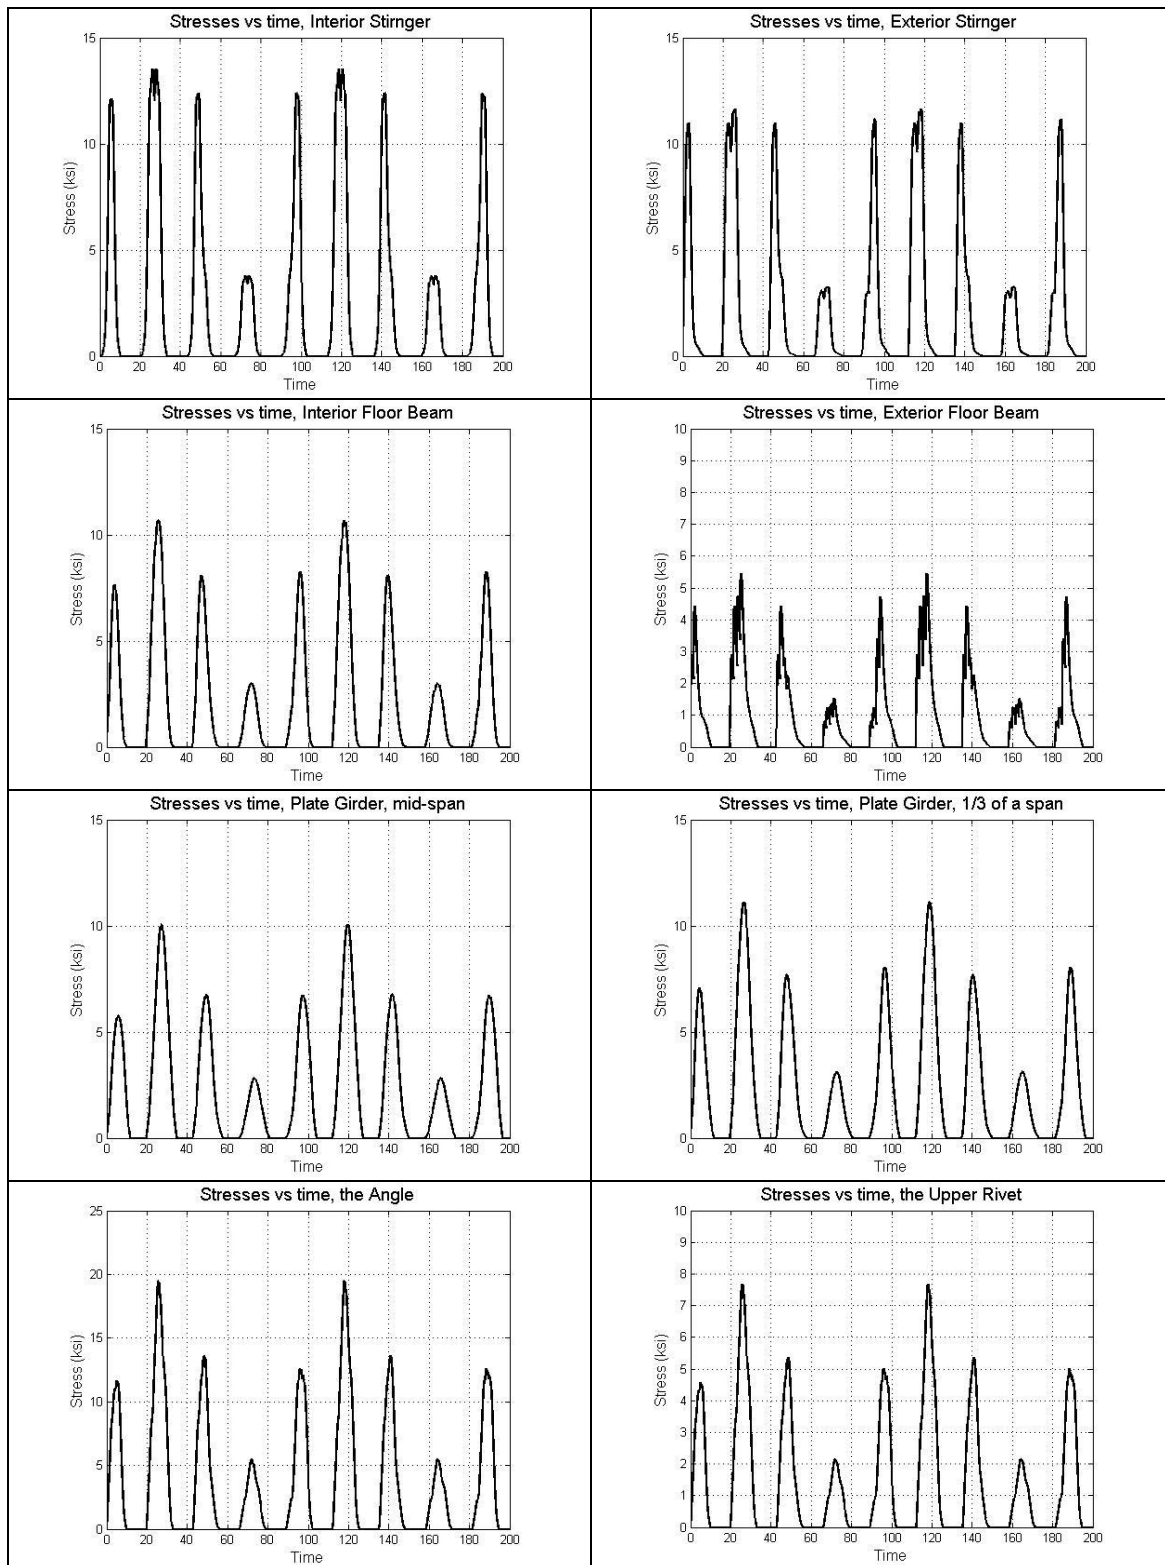 Stresses vs time, Interior Stirnger
Stresses vs time, Exterior Stirnger
15
10
5
0
Stress (ksi)
0 20 40 60 80 100 120 140 160 180 200
Time
15
10
5
0
Stress (ksi)
0 20 40 60 80 100 120 140 160 180 200
Time
Stresses vs time, Interior Floor Beam
Stresses vs time, Exterior Floor Beam
15
10
5
0
Stress (ksi)
0 20 40 60 80 100 120 140 160 180 200
Time
10
9
8
7
6
5
4
3
2
1
0
Stress (ksi)
0 20 40 60 80 100 120 140 160 180 200
Time
Stresses vs time, Plate Girder, mid-span
Stresses vs time, Plate Girder, 1/3 of a span
15
10
5
0
Stress (ksi)
0 20 40 60 80 100 120 140 160 180 200
Time
15
10
5
0
Stress (ksi)
0 20 40 60 80 100 120 140 160 180 200
Time
Stresses vs time, the Angle
Stresses vs time, the Upper Rivet
25
20
15
10
5
0
Stress (ksi)
0 20 40 60 80 100 120 140 160 180 200
Time
10
9
8
7
6
5
4
3
2
1
0
Stress (ksi)
0 20 40 60 80 100 120 140 160 180 200
Time